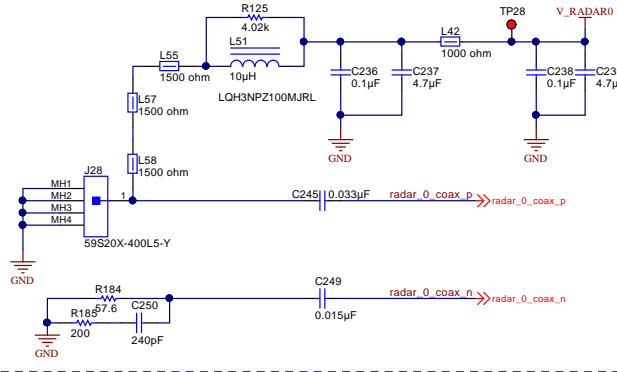 R125
4.02k
L51
10µH
LQH3NPZ100MJRL
L55
1500 ohm
L57
1500 ohm
L58
1500 ohm
L42
1000 ohm
TP28
V_RADAR0
C236
0.1µF
C237
4.7µF
C238
0.1µF
C23
4.7µ
GND
GND
J28
MH1
MH2
MH3
MH4
1
59S20X-400L5-Y
GND
C245
0.033µF
radar_0_coax_p
radar_0_coax_p
R184
57.6
R185
200
C250
240pF
GND
C249
0.015µF
radar_0_coax_n
radar_0_coax_n